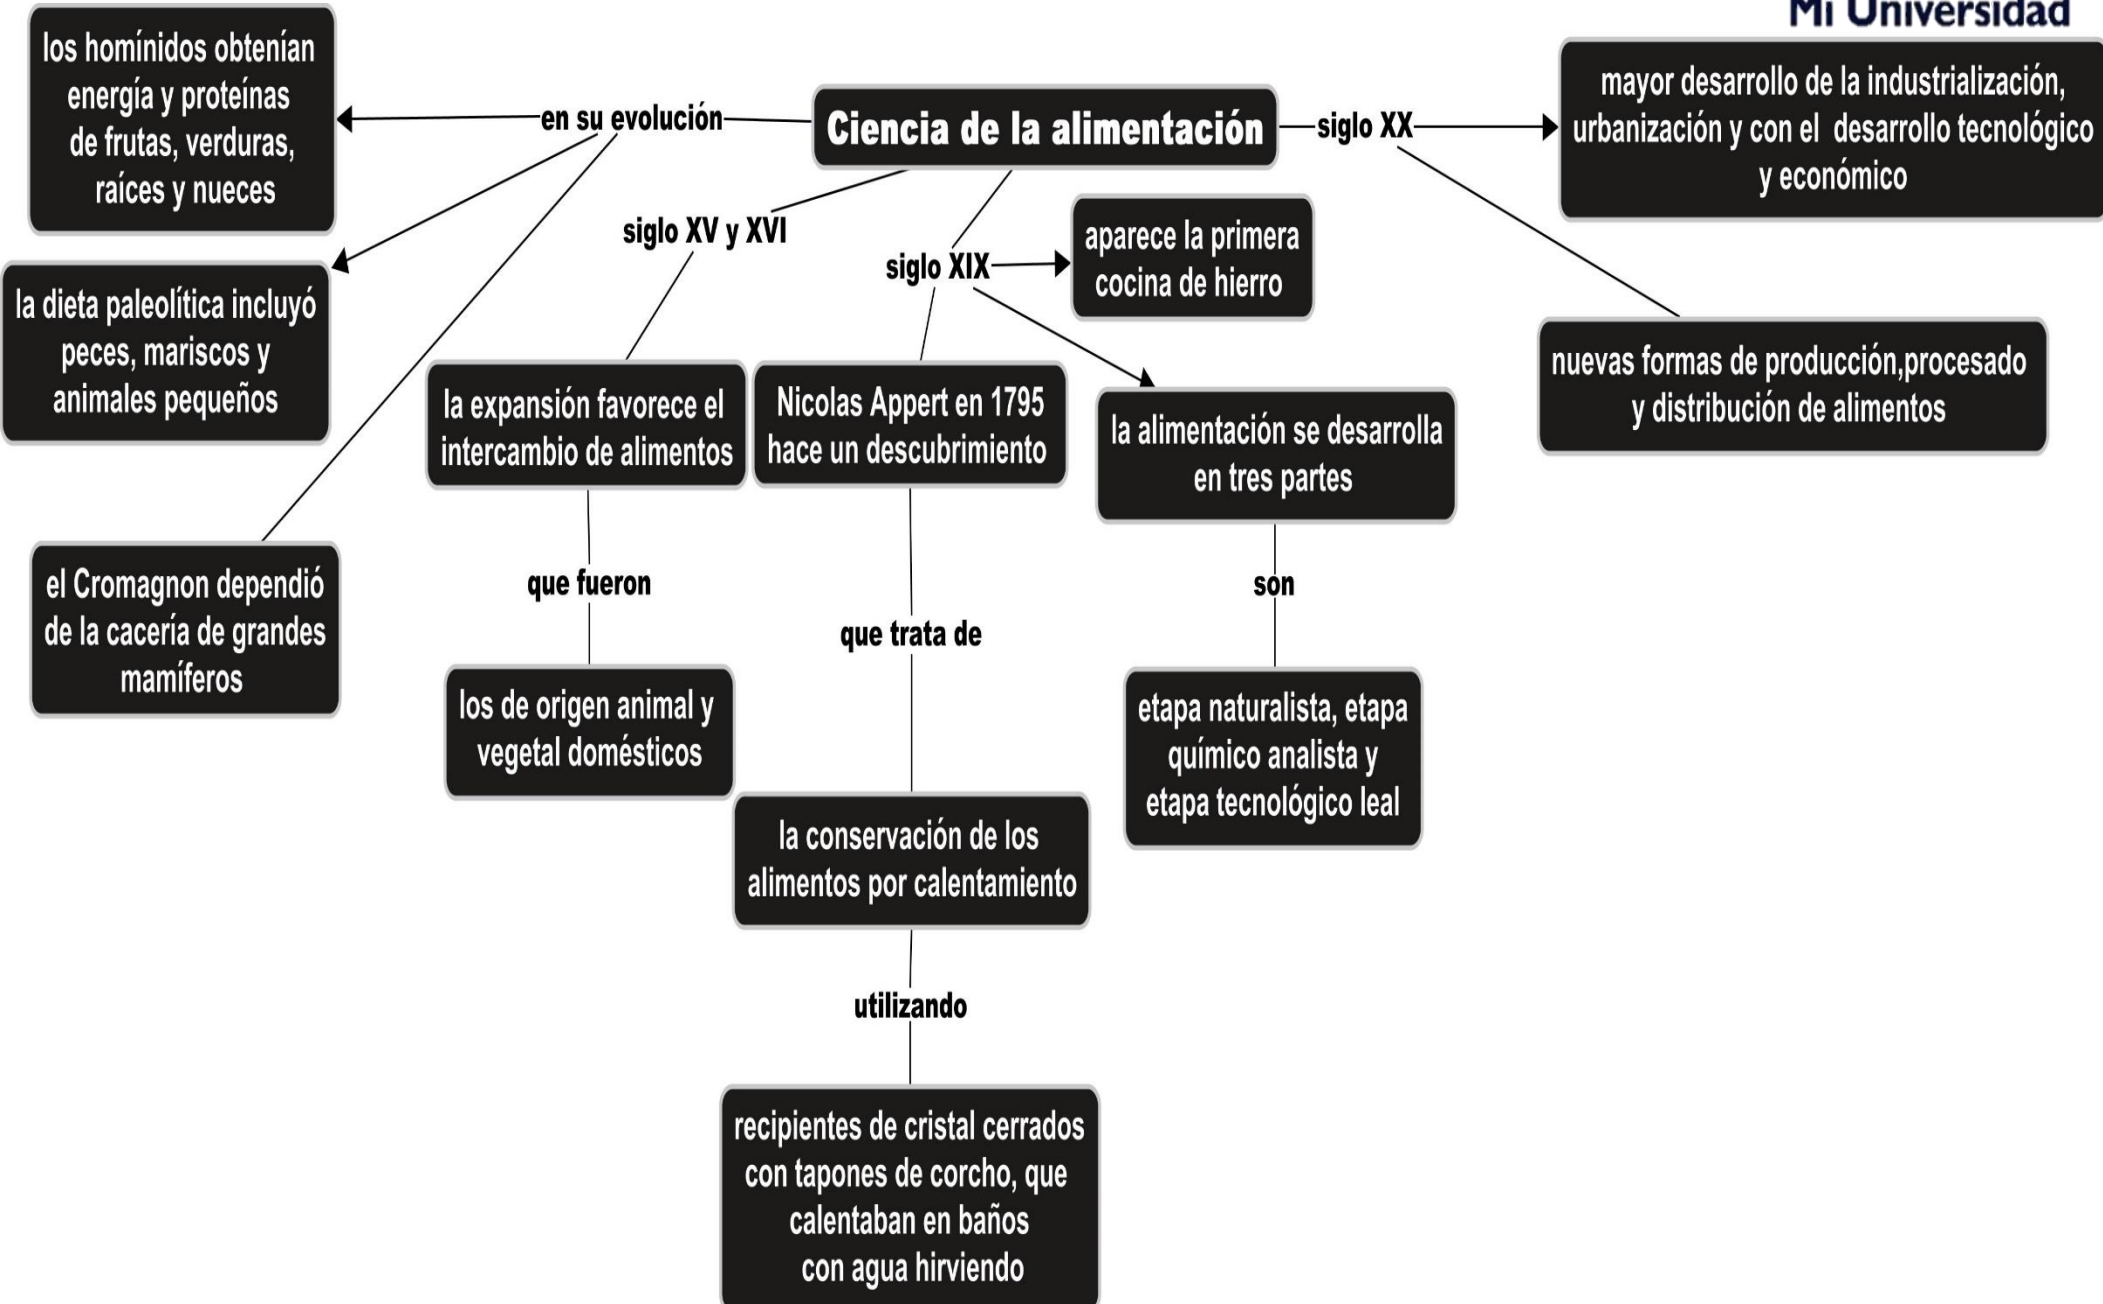 Mi Universidad
los homínidos obtenían
energía y proteínas
de frutas, verduras,
raíces y nueces
en su evolución
Ciencia de la alimentación
siglo XX
mayor desarrollo de la industrialización,
urbanización y con el desarrollo tecnológico
y económico
siglo XV y XVI
siglo XIX
aparece la primera
cocina de hierro
la dieta paleolítica incluyó
peces, mariscos y
animales pequeños
la expansión favorece el
intercambio de alimentos
Nicolas Appert en 1795
hace un descubrimiento
la alimentación se desarrolla
en tres partes
nuevas formas de producción,procesado
y distribución de alimentos
el Cromagnon dependió
de la cacería de grandes
mamíferos
que fueron
que trata de
son
los de origen animal y
vegetal domésticos
etapa naturalista, etapa
químico analista y
etapa tecnológico leal
la conservación de los
alimentos por calentamiento
utilizando
recipientes de cristal cerrados
con tapones de corcho, que
calentaban en baños
con agua hirviendo